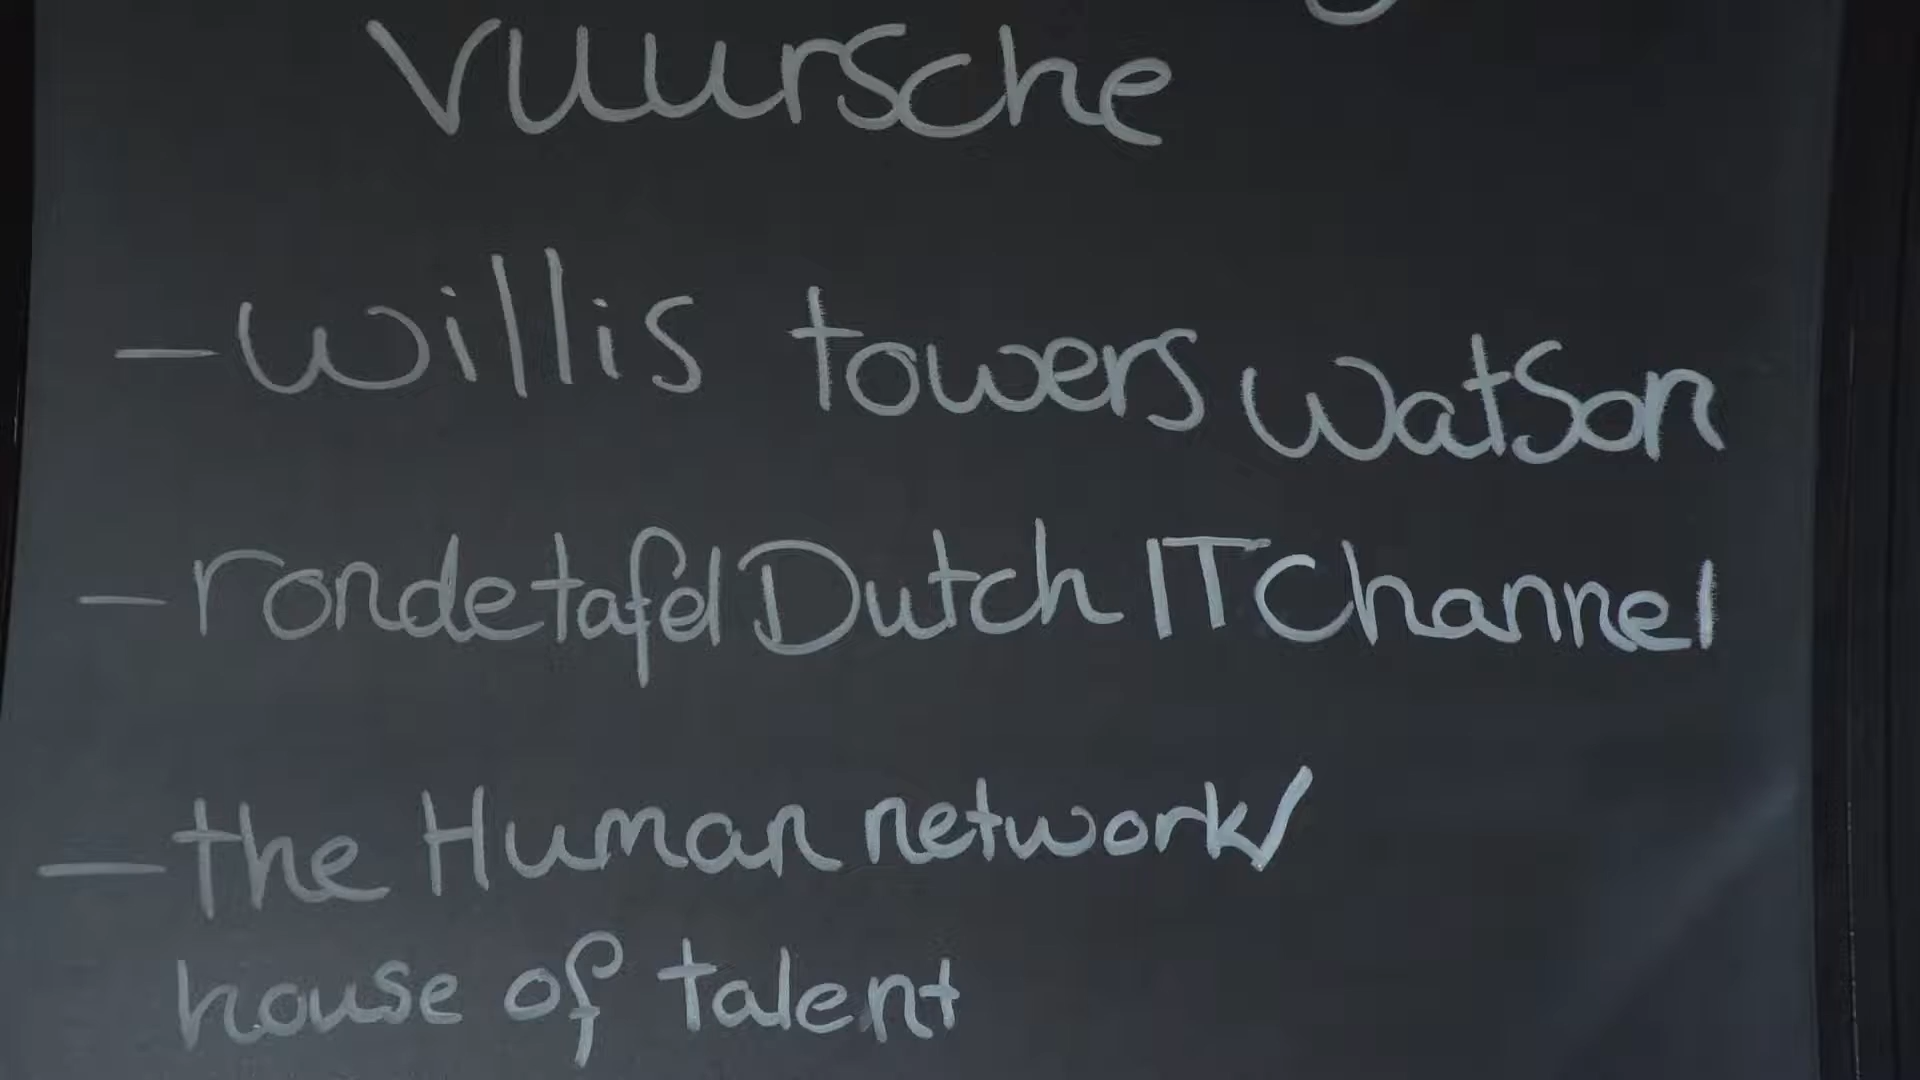 Vuursche
- willis towers watson
- rondetafel Dutch IT Channel
- the Human network/
house of talent